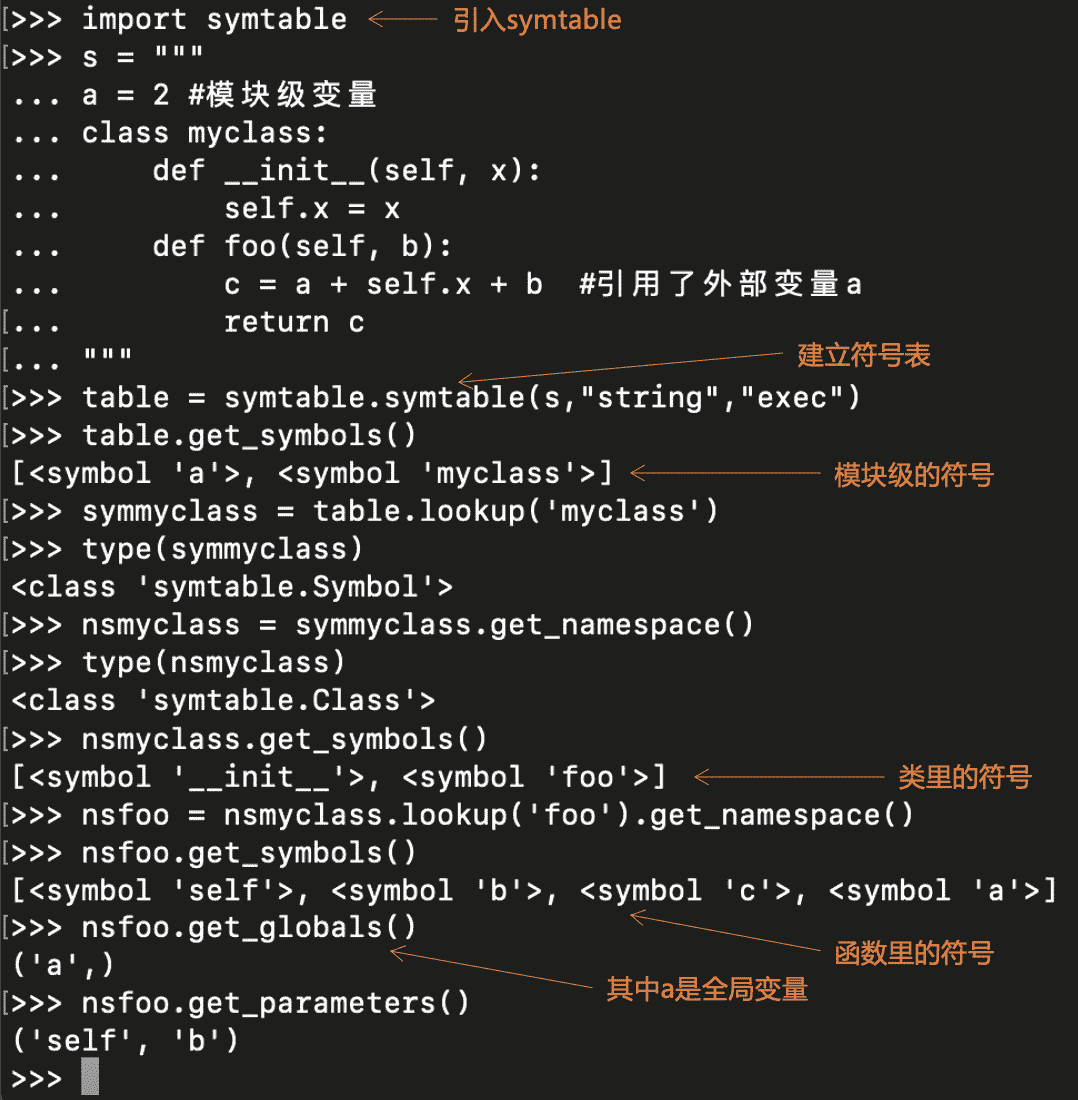 >>> import symtable 引入symtable
>>> s = """
... a = 2 #模块级变量
... class myclass:
...     def __init__(self, x):
...         self.x = x
...     def foo(self, b):
...         c = a + self.x + b  #引用了外部变量a
...         return c
... """
建立符号表
>>> table = symtable.symtable(s,"string","exec")
>>> table.get_symbols()
[<symbol 'a'>, <symbol 'myclass'>] 模块级的符号
>>> symmyclass = table.lookup('myclass')
>>> type(symmyclass)
<class 'symtable.Symbol'>
>>> nsmyclass = symmyclass.get_namespace()
>>> type(nsmyclass)
<class 'symtable.Class'>
>>> nsmyclass.get_symbols()
[<symbol '__init__'>, <symbol 'foo'>] 类里的符号
>>> nsfoo = nsmyclass.lookup('foo').get_namespace()
>>> nsfoo.get_symbols()
[<symbol 'self'>, <symbol 'b'>, <symbol 'c'>, <symbol 'a'>]
>>> nsfoo.get_globals()
函数里的符号
('a',)
其中a是全局变量
>>> nsfoo.get_parameters()
('self', 'b')
>>>